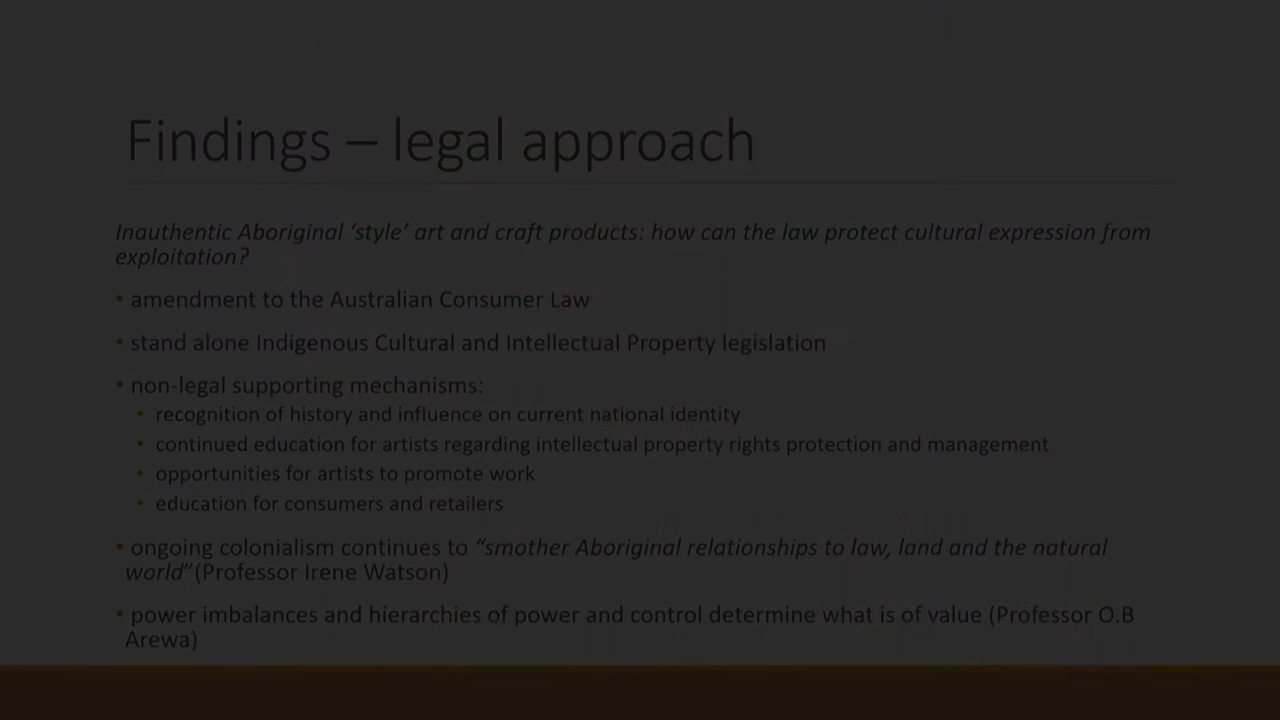 Findings – legal approach
Inauthentic Aboriginal ‘style’ art and craft products: how can the law protect cultural expression from
exploitation?
• amendment to the Australian Consumer Law
• stand alone Indigenous Cultural and Intellectual Property legislation
• non-legal supporting mechanisms:
• recognition of history and influence on current national identity
• continued education for artists regarding intellectual property rights protection and management
• opportunities for artists to promote work
• education for consumers and retailers
• ongoing colonialism continues to “smother Aboriginal relationships to law, land and the natural
world”(Professor Irene Watson)
• power imbalances and hierarchies of power and control determine what is of value (Professor O.B
Arewa)